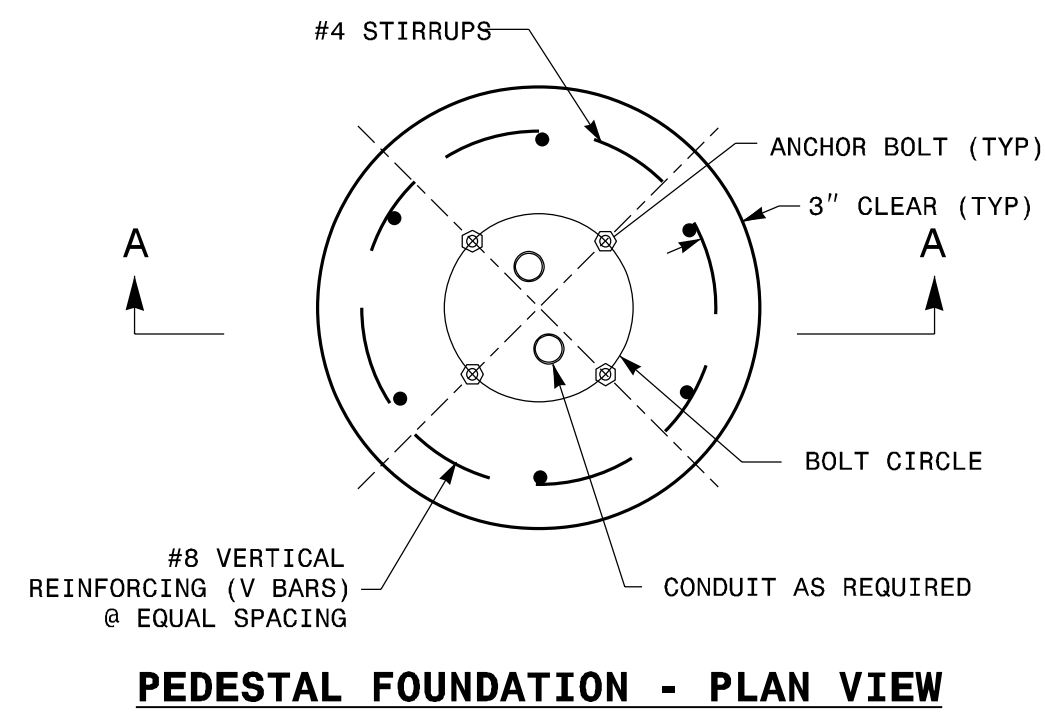 #4 STIRRUPS
ANCHOR BOLT (TYP)
3" CLEAR (TYP)
A
A
BOLT CIRCLE
#8 VERTICAL
REINFORCING (V BARS)
@ EQUAL SPACING
CONDUIT AS REQUIRED
PEDESTAL FOUNDATION - PLAN VIEW